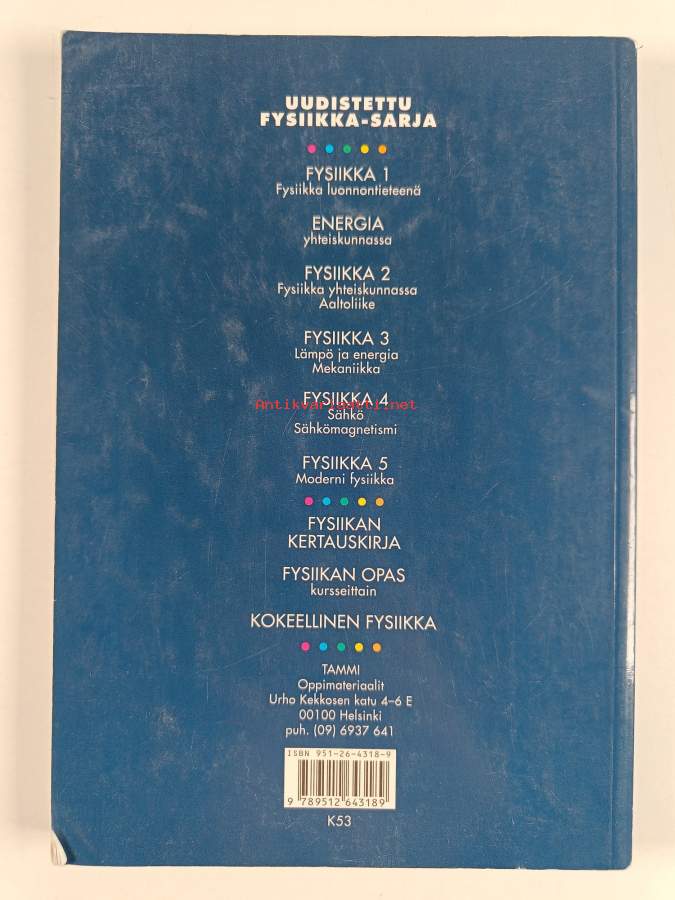 UUDISTETTU
FYSIIKKA-SARJA
FYSIIKKA 1
Fysiikka luonnontieteenä
ENERGIA
yhteiskunnassa
FYSIIKKA 2
Fysiikka yhteiskunnassa
Aaltoliike
FYSIIKKA 3
Lämpö ja energia
Mekaniikka
FYSIIKKA 4
Antikvariaatti.net
Sähkö
Sähkömagnetismi
FYSIIKKA 5
Moderni fysiikka
FYSIIKAN
KERTAUSKIRJA
FYSIIKAN OPAS
kursseittain
KOKEELLINEN FYSIIKKA
TAMMI
Oppimateriaalit
Urho Kekkosen katu 4–6 E
00100 Helsinki
puh. (09) 6937 641
ISBN 951-26-4318-9
9 789512 643189
K53